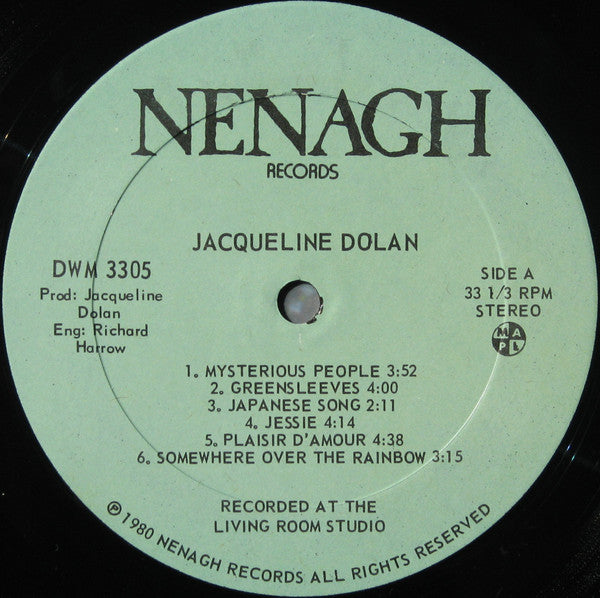 NENAGH
RECORDS
JACQUELINE DOLAN
DWM 3305
Prod: Jacqueline
Dolan
Eng: Richard
Harrow
SIDE A
33 1/3 RPM
STEREO
M A
P L
1. MYSTERIOUS PEOPLE 3:52
2. GREENSLEEVES 4:00
3. JAPANESE SONG 2:11
4. JESSIE 4:14
5. PLAISIR D'AMOUR 4:38
6. SOMEWHERE OVER THE RAINBOW 3:15
RECORDED AT THE
LIVING ROOM STUDIO
℗1980 NENAGH RECORDS ALL RIGHTS RESERVED